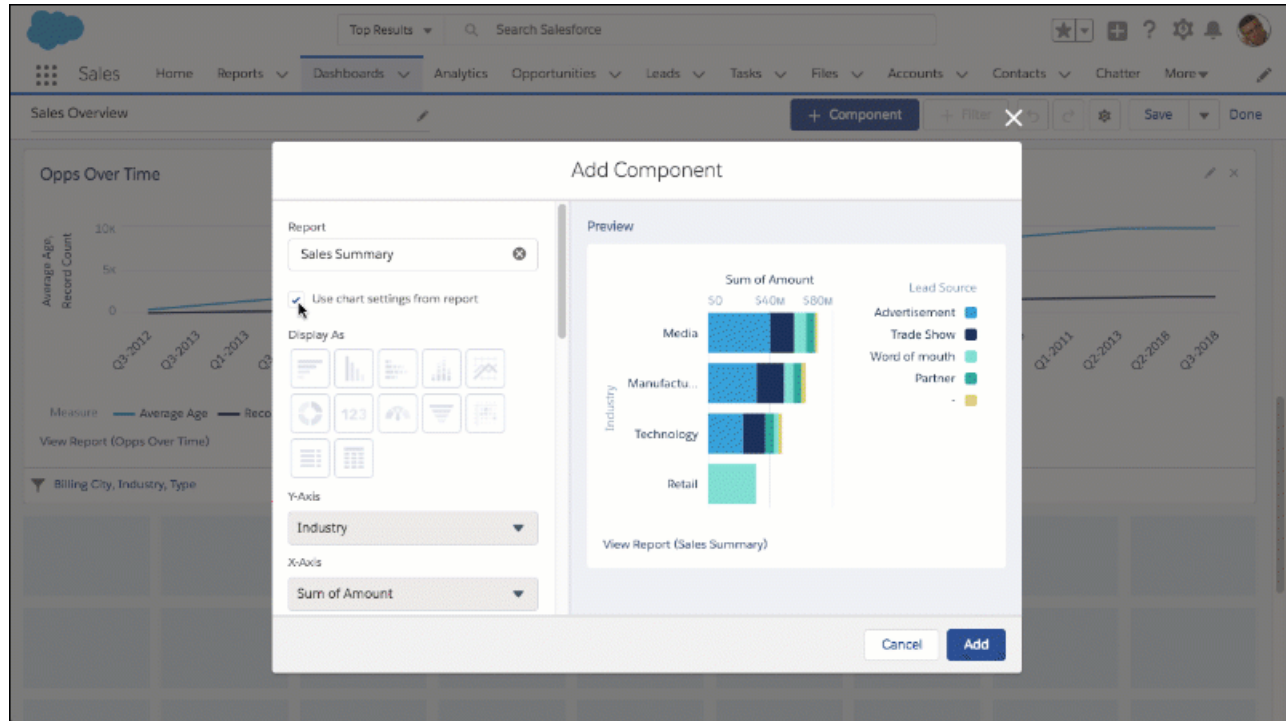 Top Results
Search Salesforce
Sales
Home
Reports
Dashboards
Analytics
Opportunities
Leads
Tasks
Files
Accounts
Contacts
Chatter
More
Sales Overview
+ Component
+ Filter
Save
Done
Opps Over Time
Average Age,
Record Count
10K
5K
0
Q3-2012
Q3-2013
Q1-2013
Q1-2011
Q2-2013
Q2-2018
Q3-2018
Measure
Average Age
View Report (Opps Over Time)
Billing City, Industry, Type
Add Component
Report
Sales Summary
Use chart settings from report
Display As
123
Y-Axis
Industry
X-Axis
Sum of Amount
Preview
Sum of Amount
$0 $40M $80M
Industry
Media
Manufactu...
Technology
Retail
Lead Source
Advertisement
Trade Show
Word of mouth
Partner
-
View Report (Sales Summary)
Cancel
Add